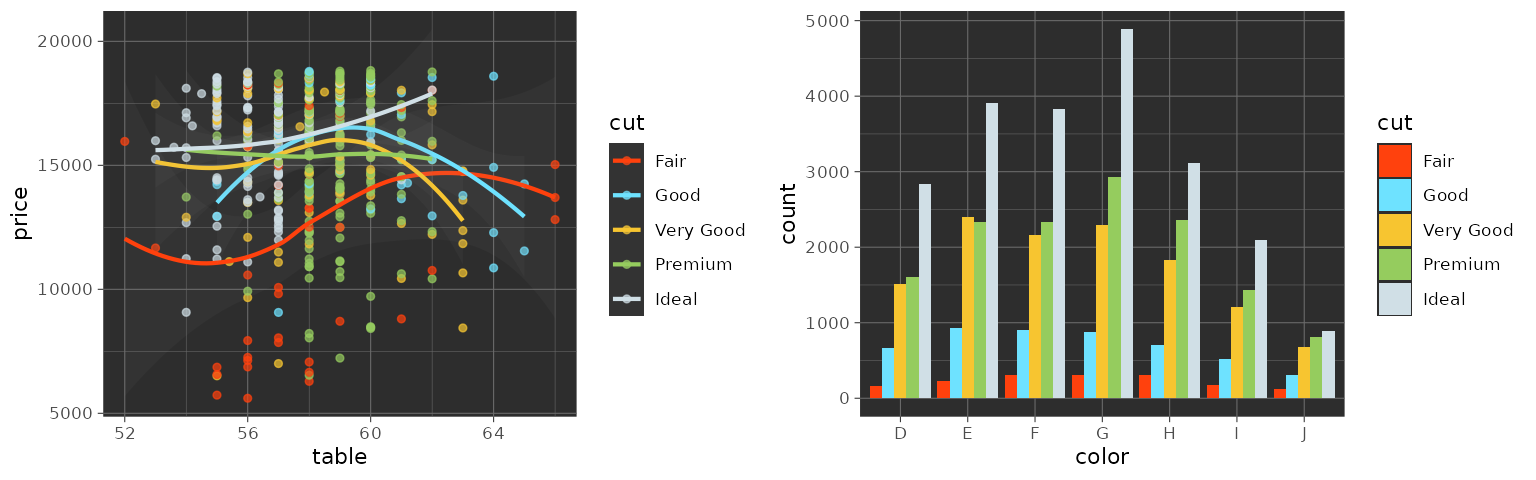 20000
15000
10000
5000
price
52
56
60
64
table
cut
Fair
Good
Very Good
Premium
Ideal
5000
4000
3000
2000
1000
0
count
D
E
F
G
H
I
J
color
cut
Fair
Good
Very Good
Premium
Ideal